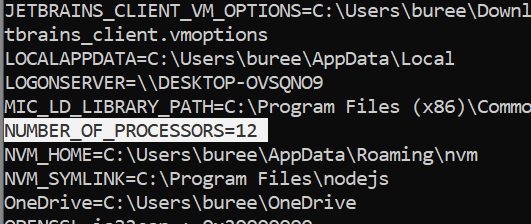 JETBRAINS_CLIENT_VM_OPTIONS=C:\Users\buree\Downl
tbrains_client.vmoptions
LOCALAPPDATA=C:\Users\buree\AppData\Local
LOGONSERVER=\\DESKTOP-OVSQNO9
MIC_LD_LIBRARY_PATH=C:\Program Files (x86)\Commo
NUMBER_OF_PROCESSORS=12
NVM_HOME=C:\Users\buree\AppData\Roaming\nvm
NVM_SYMLINK=C:\Program Files\nodejs
OneDrive=C:\Users\buree\OneDrive